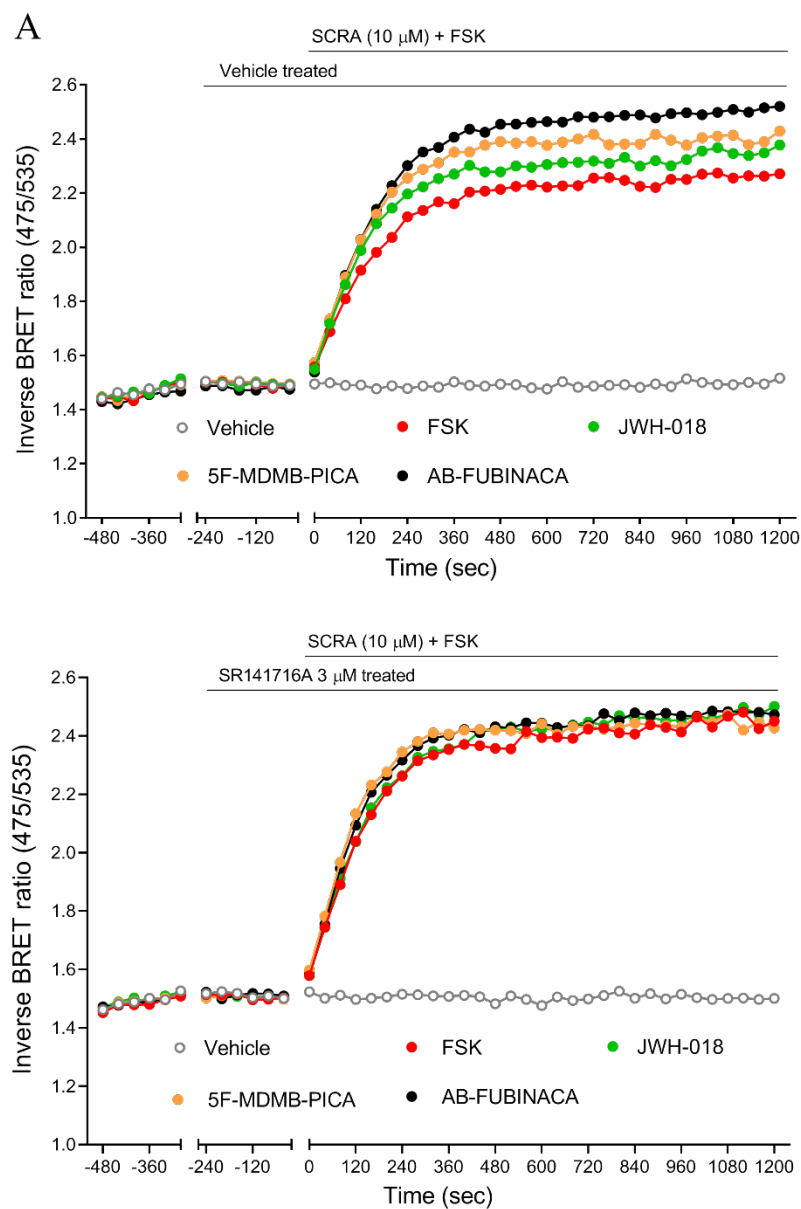 A
SCRA (10 μM) + FSK
Vehicle treated
Inverse BRET ratio (475/535)
2.6
2.4
2.2
2.0
1.8
1.6
1.4
1.2
1.0
Vehicle
FSK
JWH-018
5F-MDMB-PICA
AB-FUBINACA
-480 -360 -240 -120 0 120 240 360 480 600 720 840 960 1080 1200
Time (sec)
SCRA (10 μM) + FSK
SR141716A 3 μM treated
Inverse BRET ratio (475/535)
2.6
2.4
2.2
2.0
1.8
1.6
1.4
1.2
1.0
Vehicle
FSK
JWH-018
5F-MDMB-PICA
AB-FUBINACA
-480 -360 -240 -120 0 120 240 360 480 600 720 840 960 1080 1200
Time (sec)